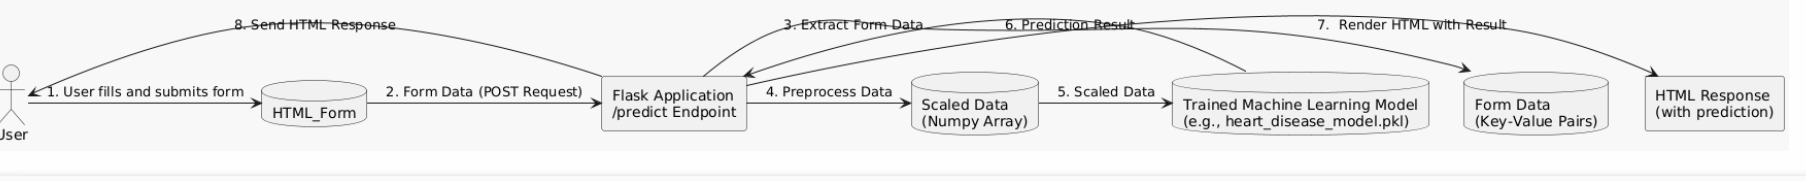 8. Send HTML Response
3. Extract Form Data
6. Prediction Result
7. Render HTML with Result
1. User fills and submits form
2. Form Data (POST Request)
4. Preprocess Data
5. Scaled Data
User
HTML_Form
Flask Application
/predict Endpoint
Scaled Data
(Numpy Array)
Trained Machine Learning Model
(e.g., heart_disease_model.pkl)
Form Data
(Key-Value Pairs)
HTML Response
(with prediction)